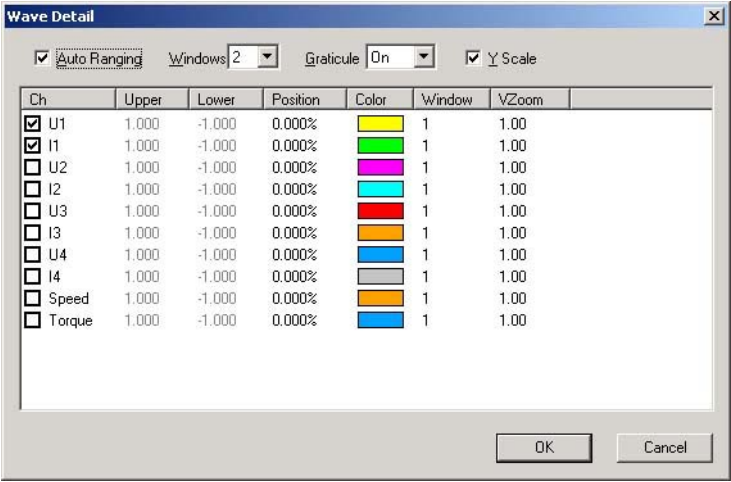 Wave Detail
Auto Ranging Windows 2 Graticule On Y Scale
Ch Upper Lower Position Color Window VZoom
U1 1.000 -1.000 0.000% 1 1.00
I1 1.000 -1.000 0.000% 1 1.00
U2 1.000 -1.000 0.000% 1 1.00
I2 1.000 -1.000 0.000% 1 1.00
U3 1.000 -1.000 0.000% 1 1.00
I3 1.000 -1.000 0.000% 1 1.00
U4 1.000 -1.000 0.000% 1 1.00
I4 1.000 -1.000 0.000% 1 1.00
Speed 1.000 -1.000 0.000% 1 1.00
Torque 1.000 -1.000 0.000% 1 1.00
OK Cancel